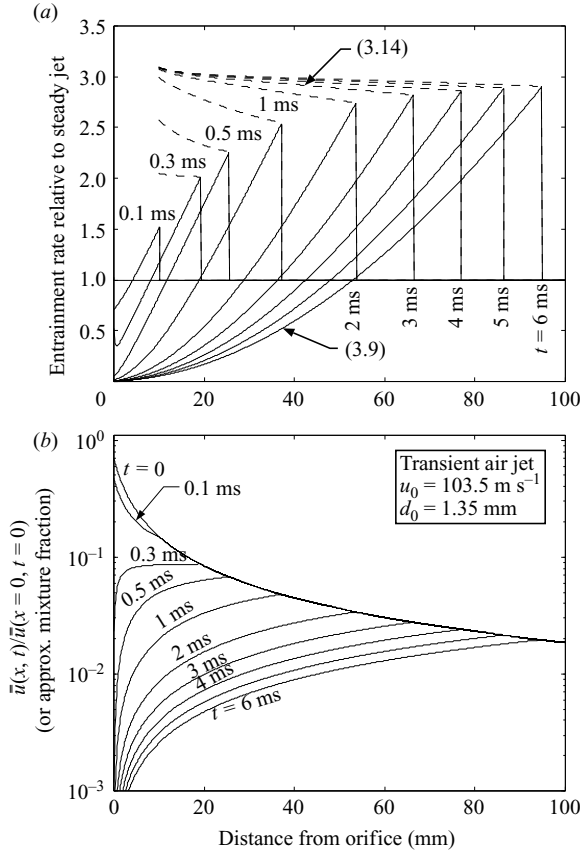 (a)
Entrainment rate relative to steady jet
3.5
3.0
2.5
2.0
1.5
1.0
0.5
(3.14)
1 ms
0.5 ms
0.3 ms
0.1 ms
2 ms
3 ms
4 ms
5 ms
t = 6 ms
(3.9)
0
20
40
60
80
100
(b)
ū(x, t)/ū(x = 0, t = 0)
(or approx. mixture fraction)
10⁰
10⁻¹
10⁻²
10⁻³
t = 0
0.1 ms
0.3 ms
0.5 ms
1 ms
2 ms
3 ms
4 ms
t = 6 ms
Transient air jet
u₀ = 103.5 m s⁻¹
d₀ = 1.35 mm
0
20
40
60
80
100
Distance from orifice (mm)